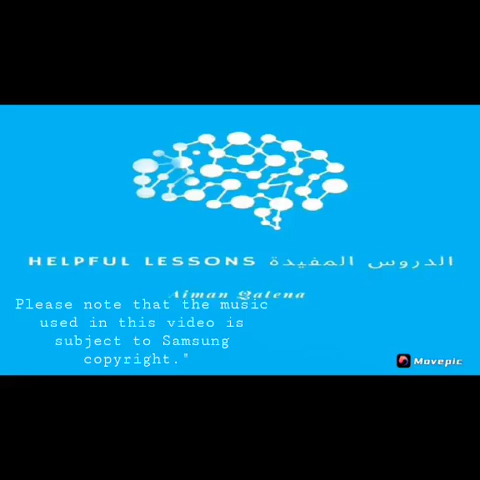 HELPFUL LESSONS الدروس المفيدة
Aiman Qatena
Please note that the music
used in this video is
subject to Samsung
copyright."
Movepic